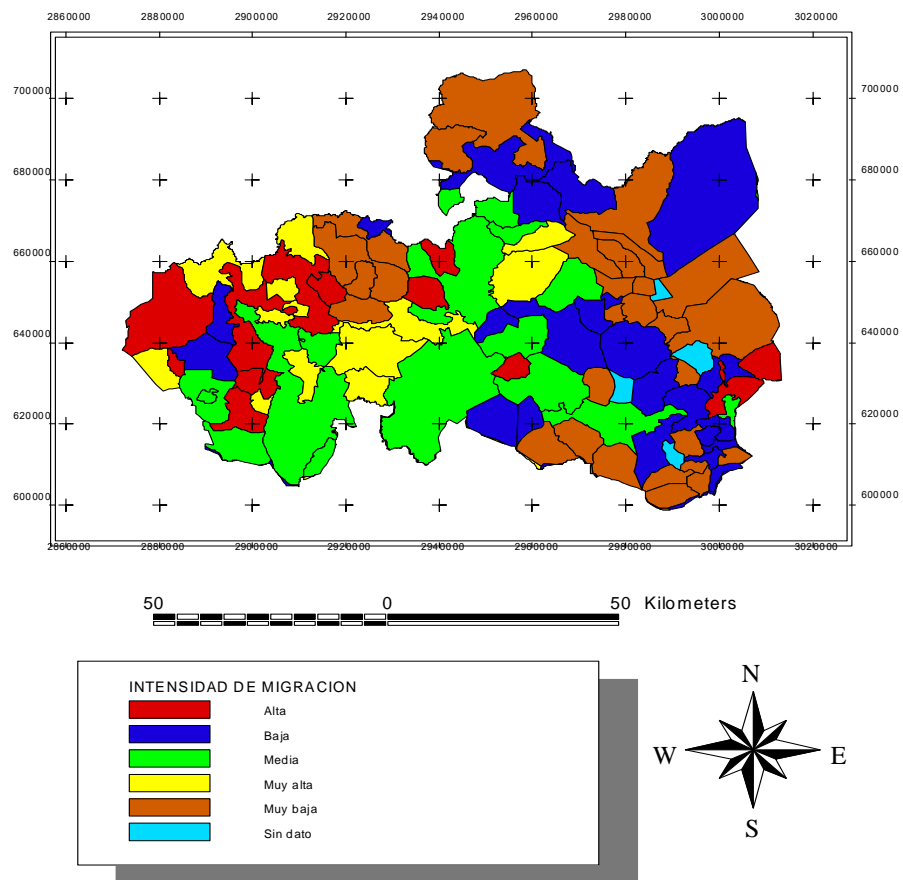 2860000 2880000 2900000 2920000 2940000 2960000 2980000 3000000 3020000
700000 700000
680000 680000
660000 660000
640000 640000
620000 620000
600000 600000
2860000 2880000 2900000 2920000 2940000 2960000 2980000 3000000 3020000
50 0 50 Kilometers
INTENSIDAD DE MIGRACION
Alta
Baja
Media
Muy alta
Muy baja
Sin dato
N
W E
S